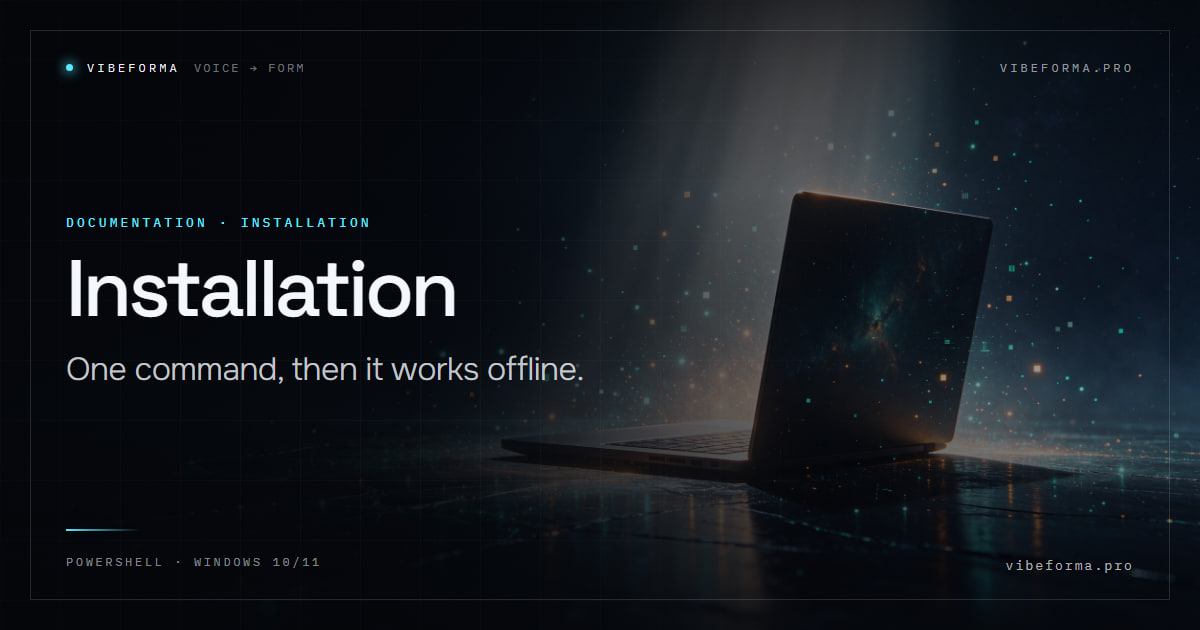 VIBEFORMA VOICE → FORM
VIBEFORMA.PRO
DOCUMENTATION · INSTALLATION
Installation
One command, then it works offline.
POWERSHELL · WINDOWS 10/11
vibeforma.pro